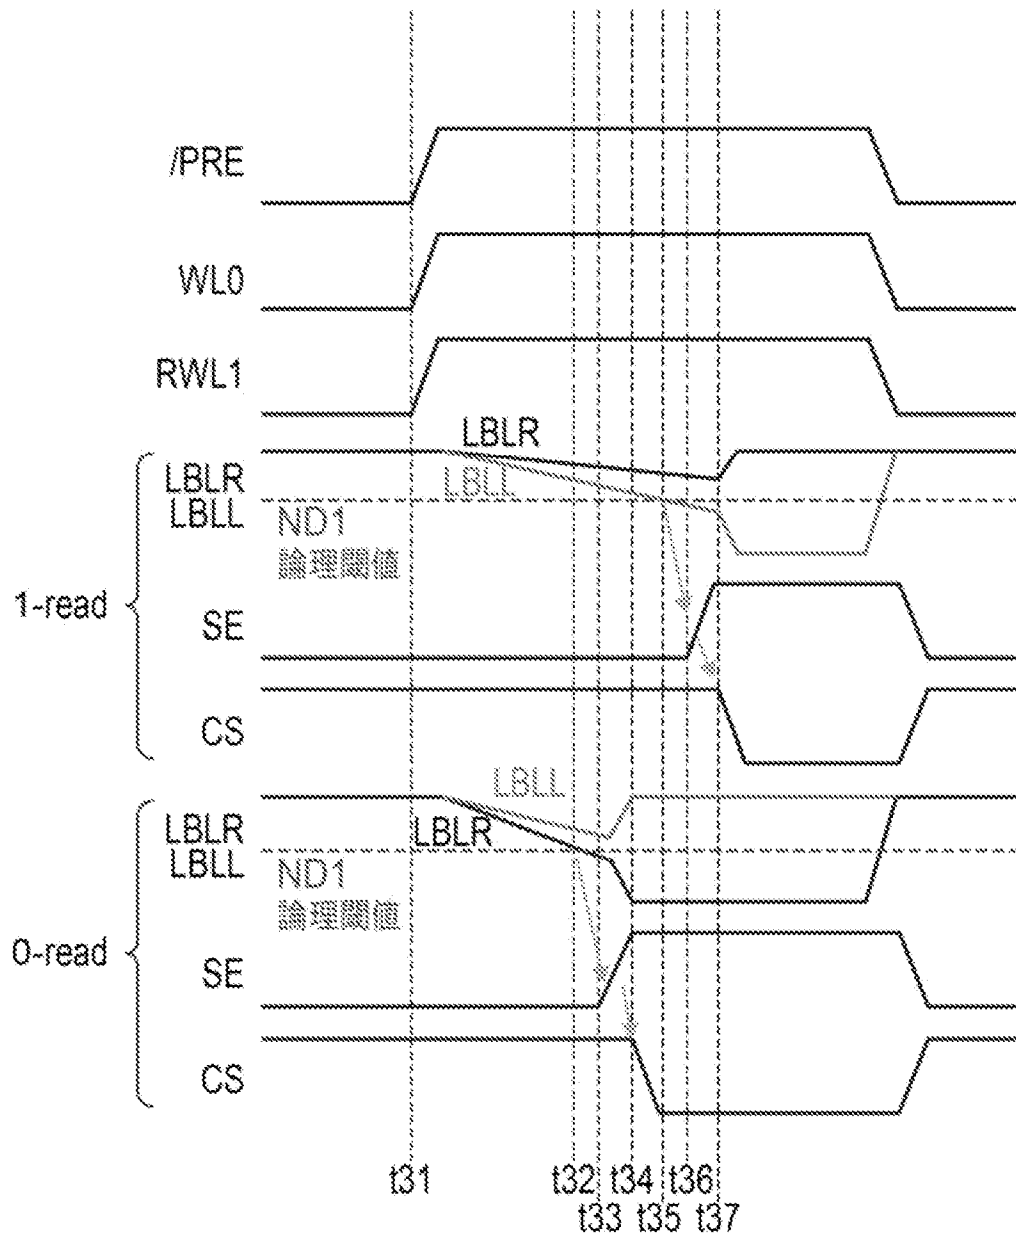 /PRE
WL0
RWL1
LBLR
LBLL
LBLR
LBLL
ND1
論理閾値
1-read
SE
CS
LBLL
LBLR
LBLR
LBLL
ND1
論理閾値
0-read
SE
CS
t31 t32 t34 t36
t33 t35 t37